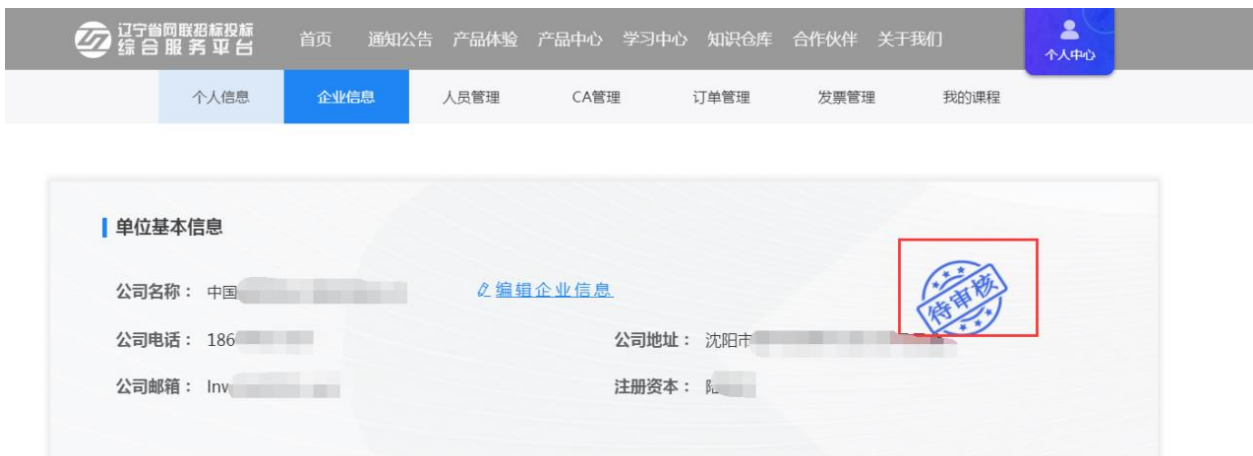 辽宁省网联招标投标
综合服务平台
首页 通知公告 产品体验 产品中心 学习中心 知识仓库 合作伙伴 关于我们
个人中心
个人信息 企业信息 人员管理 CA管理 订单管理 发票管理 我的课程
单位基本信息
公司名称： 中国
编辑企业信息
待审核
公司电话： 186
公司地址： 沈阳市
公司邮箱： Inv
注册资本：